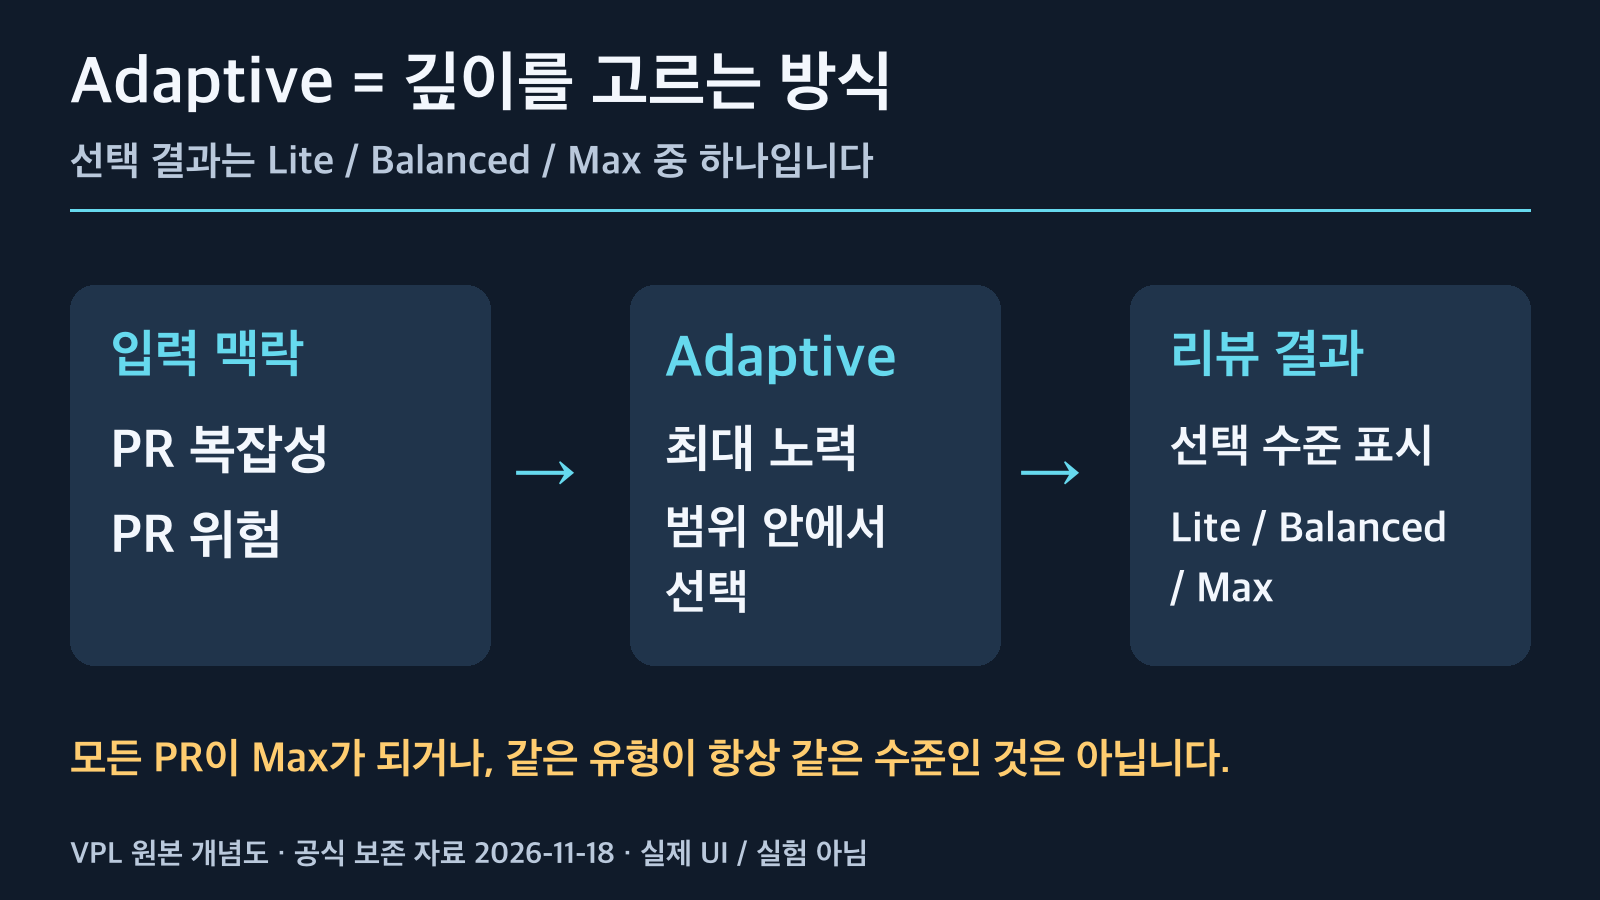 Adaptive = 깊이를 고르는 방식
선택 결과는 Lite / Balanced / Max 중 하나입니다
입력 맥락
PR 복잡성
PR 위험
→
Adaptive
최대 노력
범위 안에서
선택
→
리뷰 결과
선택 수준 표시
Lite / Balanced
/ Max
모든 PR이 Max가 되거나, 같은 유형이 항상 같은 수준인 것은 아닙니다.
VPL 원본 개념도 · 공식 보존 자료 2026-11-18 · 실제 UI / 실험 아님